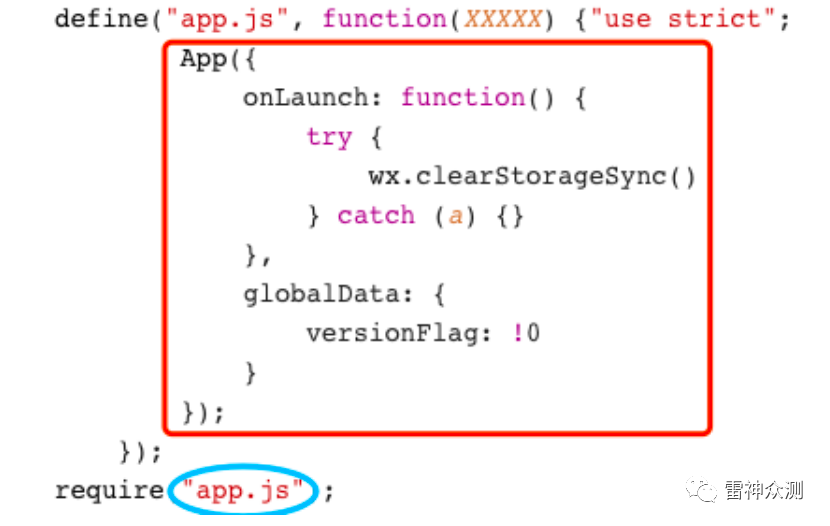 define("app.js", function(XXXXX) {"use strict";
App({
onLaunch: function() {
try {
wx.clearStorageSync()
} catch (a) {}
},
globalData: {
versionFlag: !0
}
});
});
require("app.js");
雷神众测